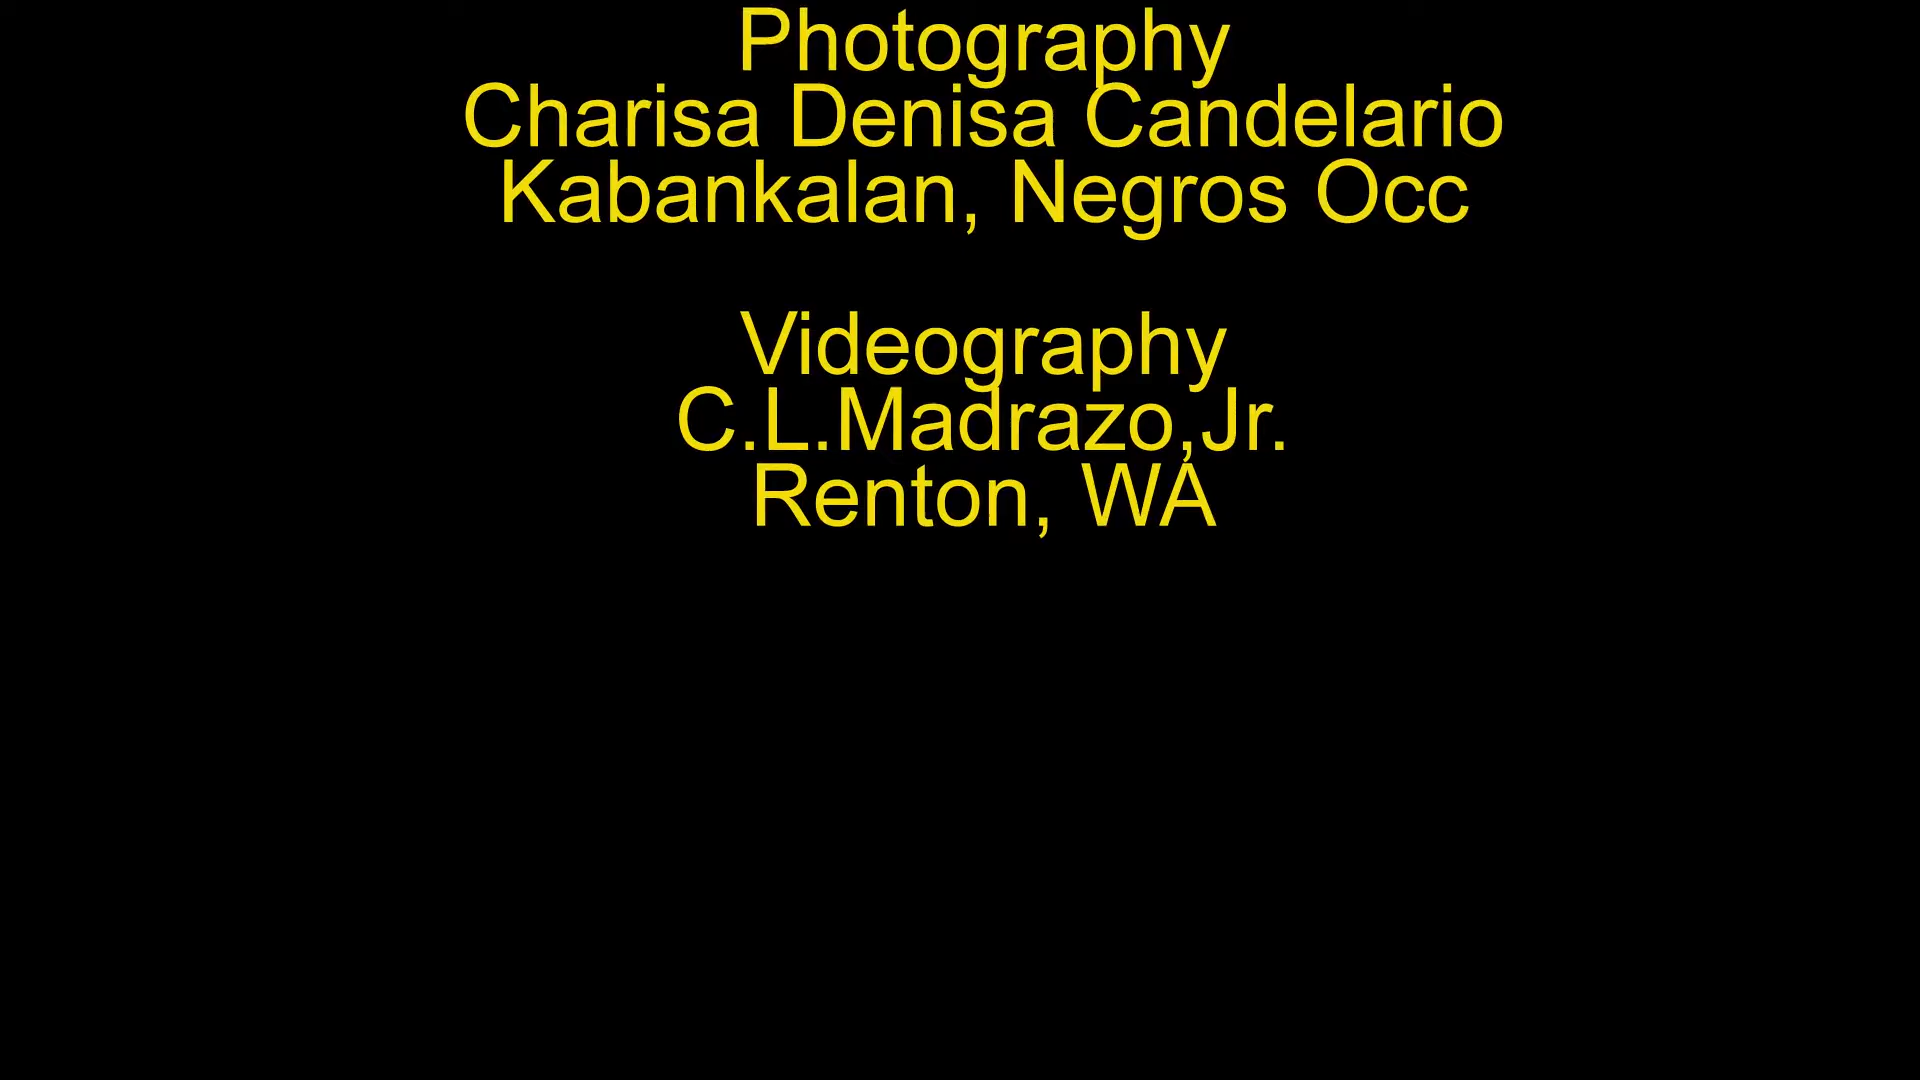 Photography
Charisa Denisa Candelario
Kabankalan, Negros Occ
Videography
C.L.Madrazo,Jr.
Renton, WA